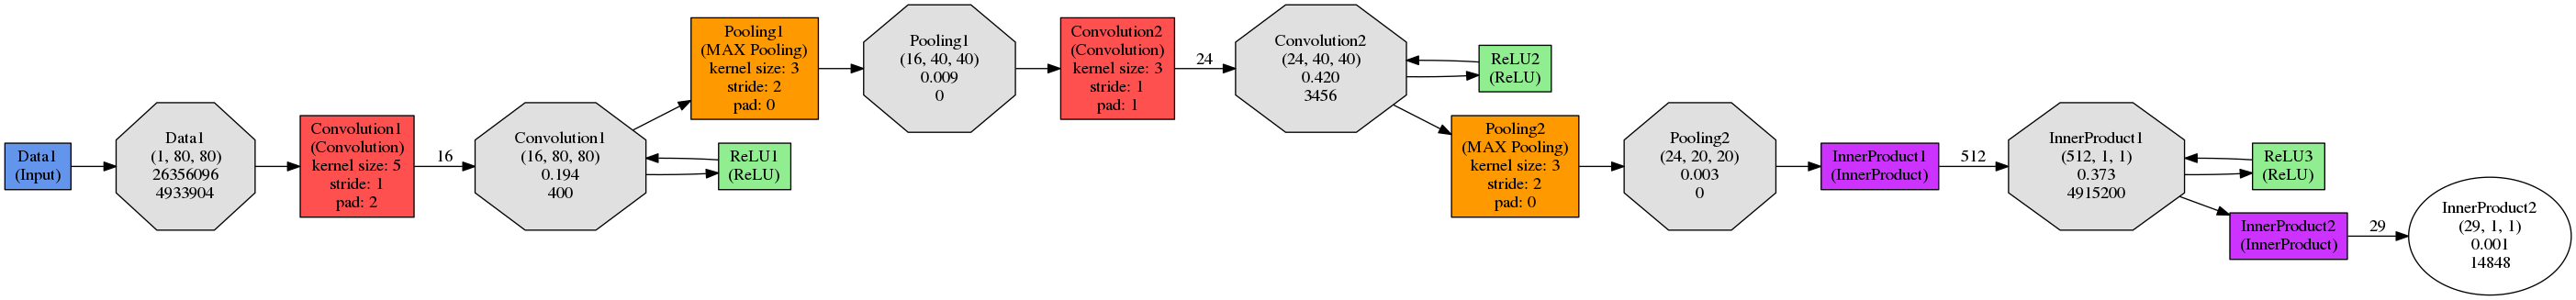 Data1
(Input)
Data1
(1, 80, 80)
26356096
4933904
Convolution1
(Convolution)
kernel size: 5
stride: 1
pad: 2
16
Convolution1
(16, 80, 80)
0.194
400
ReLU1
(ReLU)
Pooling1
(MAX Pooling)
kernel size: 3
stride: 2
pad: 0
Pooling1
(16, 40, 40)
0.009
0
Convolution2
(Convolution)
kernel size: 3
stride: 1
pad: 1
24
Convolution2
(24, 40, 40)
0.420
3456
ReLU2
(ReLU)
Pooling2
(MAX Pooling)
kernel size: 3
stride: 2
pad: 0
Pooling2
(24, 20, 20)
0.003
0
InnerProduct1
(InnerProduct)
512
InnerProduct1
(512, 1, 1)
0.373
4915200
ReLU3
(ReLU)
InnerProduct2
(InnerProduct)
29
InnerProduct2
(29, 1, 1)
0.001
14848